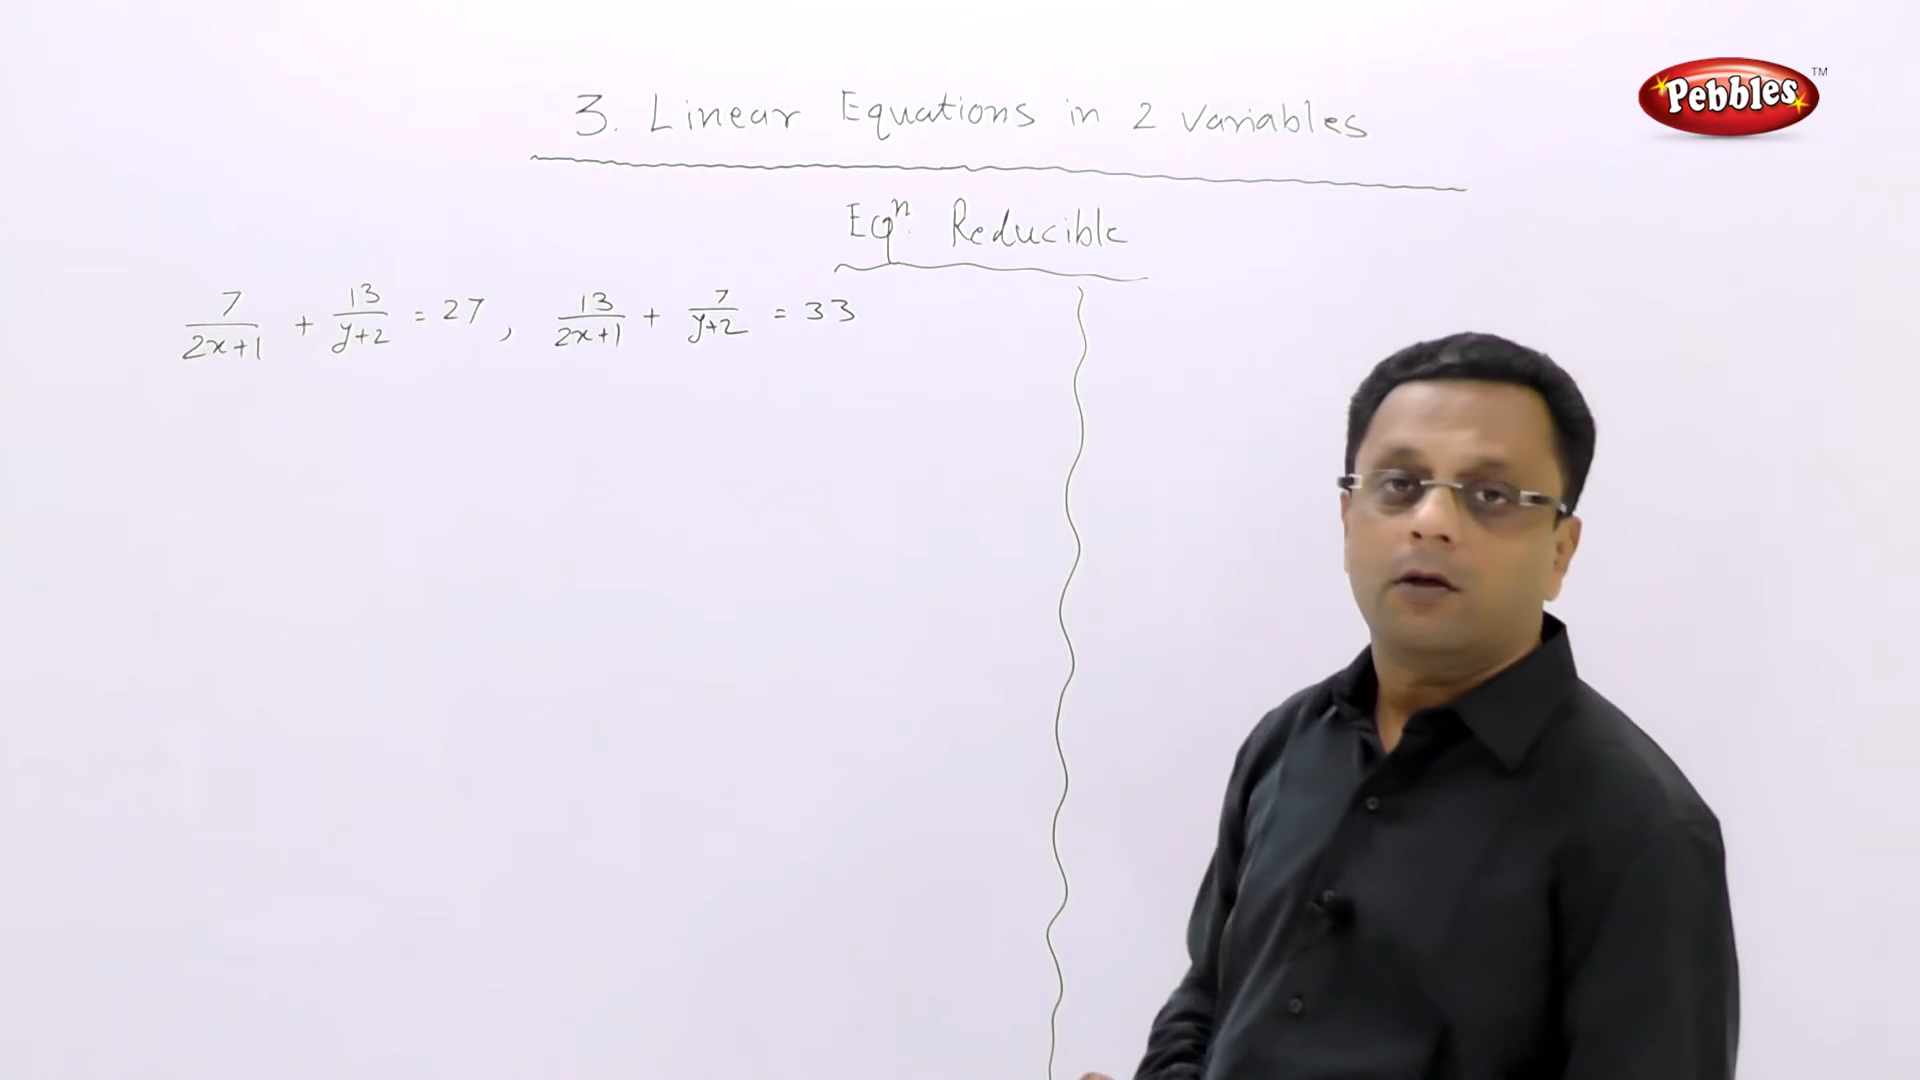 Pebbles TM
3. Linear Equations in 2 variables
Eqⁿ. Reducible
7/(2x+1) + 13/(y+2) = 27, 13/(2x+1) + 7/(y+2) = 33